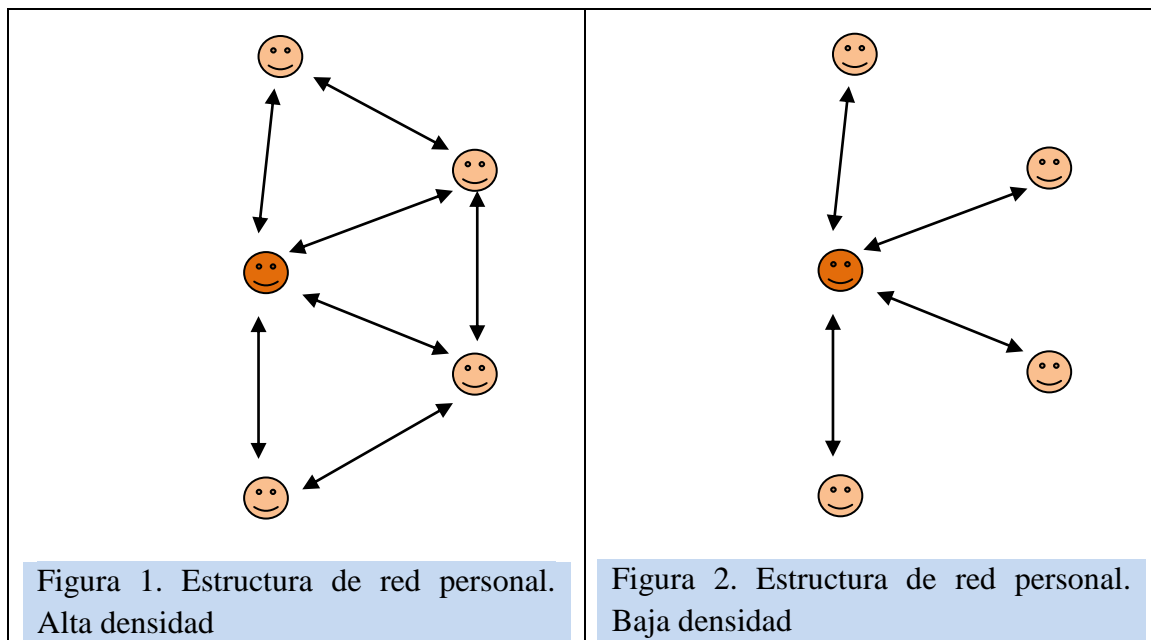 Figura 1. Estructura de red personal.
Alta densidad
Figura 2. Estructura de red personal.
Baja densidad